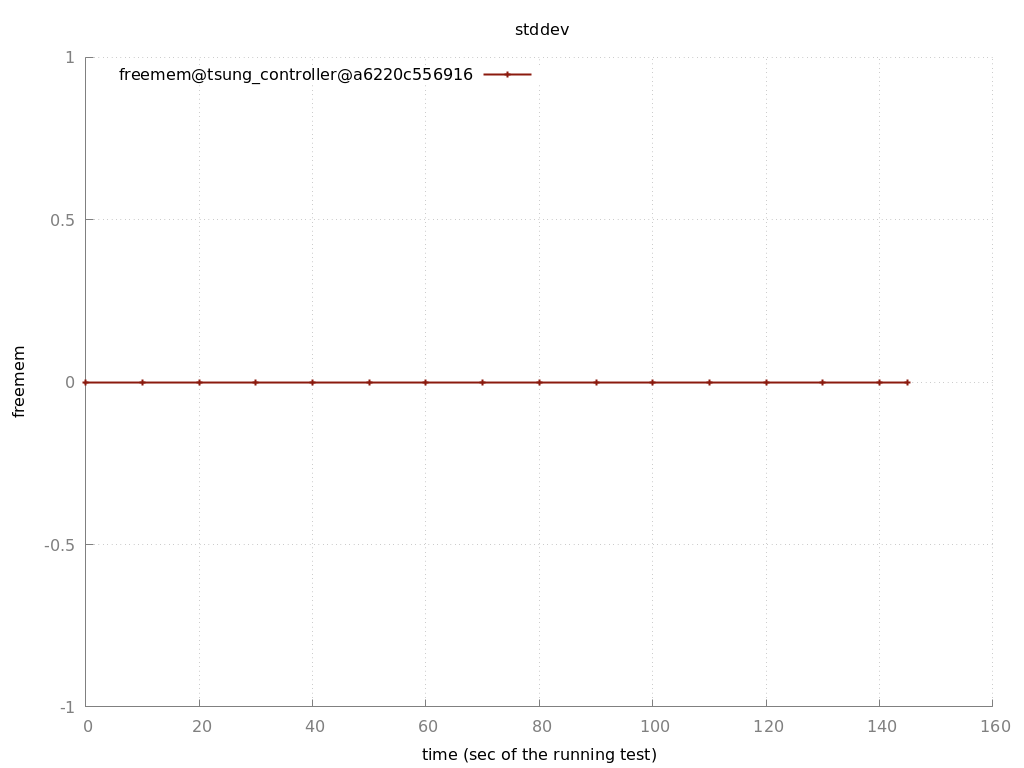 stddev
freemem@tsung_controller@a6220c556916
1
0.5
0
-0.5
-1
freemem
0 20 40 60 80 100 120 140 160
time (sec of the running test)